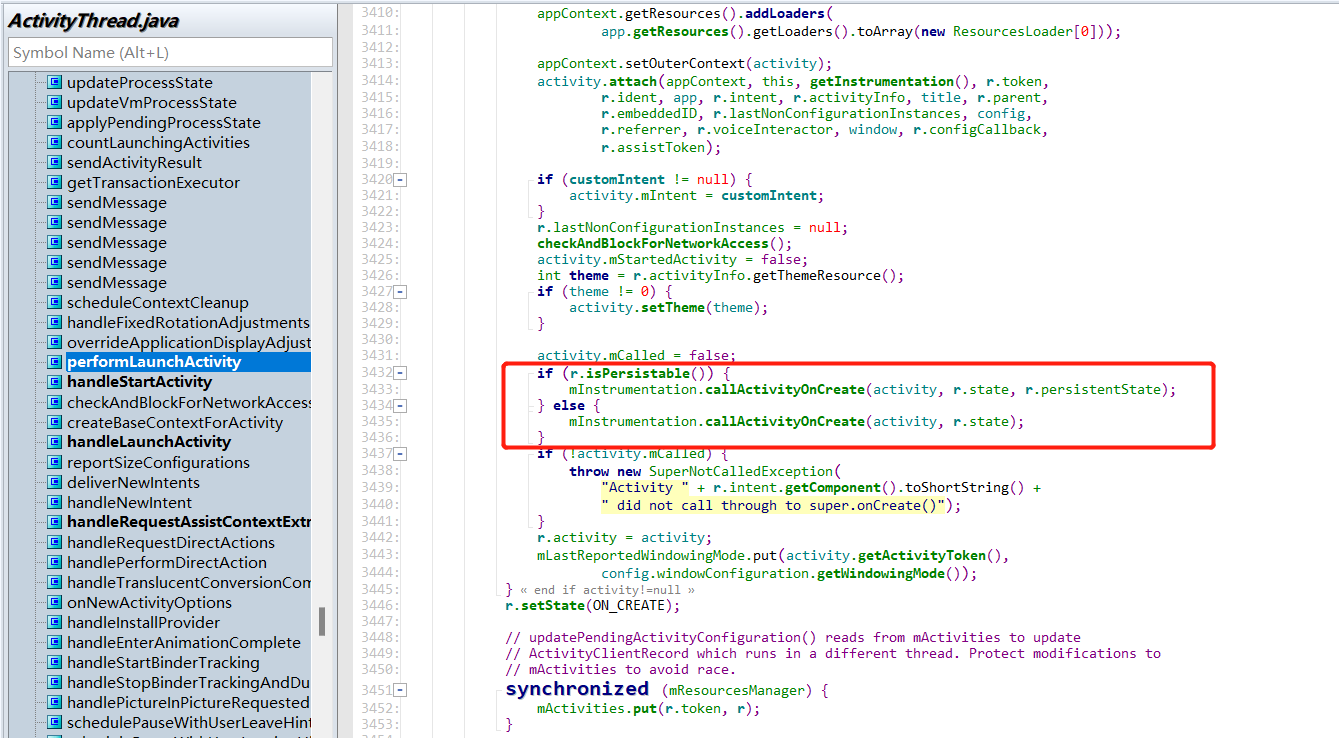 ActivityThread.java
Symbol Name (Alt+L)
updateProcessState
updateVmProcessState
applyPendingProcessState
countLaunchingActivities
sendActivityResult
getTransactionExecutor
sendMessage
sendMessage
sendMessage
sendMessage
sendMessage
scheduleContextCleanup
handleFixedRotationAdjustments
overrideApplicationDisplayAdjust
performLaunchActivity
handleStartActivity
checkAndBlockForNetworkAccess
createBaseContextForActivity
handleLaunchActivity
reportSizeConfigurations
deliverNewIntents
handleNewIntent
handleRequestAssistContextExtr
handleRequestDirectActions
handlePerformDirectAction
handleTranslucentConversionCom
onNewActivityOptions
handleInstallProvider
handleEnterAnimationComplete
handleStartBinderTracking
handleStopBinderTrackingAndDu
handlePictureInPictureRequested
schedulePauseWithUserLeaveHint
3410: appContext.getResources().addLoaders(
3411: app.getResources().getLoaders().toArray(new ResourcesLoader[0]));
3412:
3413: appContext.setOuterContext(activity);
3414: activity.attach(appContext, this, getInstrumentation(), r.token,
3415: r.ident, app, r.intent, r.activityInfo, title, r.parent,
3416: r.embeddedID, r.lastNonConfigurationInstances, config,
3417: r.referrer, r.voiceInteractor, window, r.configCallback,
3418: r.assistToken);
3419:
3420 if (customIntent != null) {
3421: activity.mIntent = customIntent;
3422: }
3423: r.lastNonConfigurationInstances = null;
3424: checkAndBlockForNetworkAccess();
3425: activity.mStartedActivity = false;
3426: int theme = r.activityInfo.getThemeResource();
3427 if (theme != 0) {
3428: activity.setTheme(theme);
3429: }
3430:
3431: activity.mCalled = false;
3432 if (r.isPersistable()) {
3433: mInstrumentation.callActivityOnCreate(activity, r.state, r.persistentState);
3434 } else {
3435: mInstrumentation.callActivityOnCreate(activity, r.state);
3436: }
3437 if (!activity.mCalled) {
3438: throw new SuperNotCalledException(
3439: "Activity " + r.intent.getComponent().toShortString() +
3440: " did not call through to super.onCreate()");
3441: }
3442: r.activity = activity;
3443: mLastReportedWindowingMode.put(activity.getActivityToken(),
3444: config.windowConfiguration.getWindowingMode());
3445: } « end if activity!=null »
3446: r.setState(ON_CREATE);
3447:
3448: // updatePendingActivityConfiguration() reads from mActivities to update
3449: // ActivityClientRecord which runs in a different thread. Protect modifications to
3450: // mActivities to avoid race.
3451 synchronized (mResourcesManager) {
3452: mActivities.put(r.token, r);
3453: }